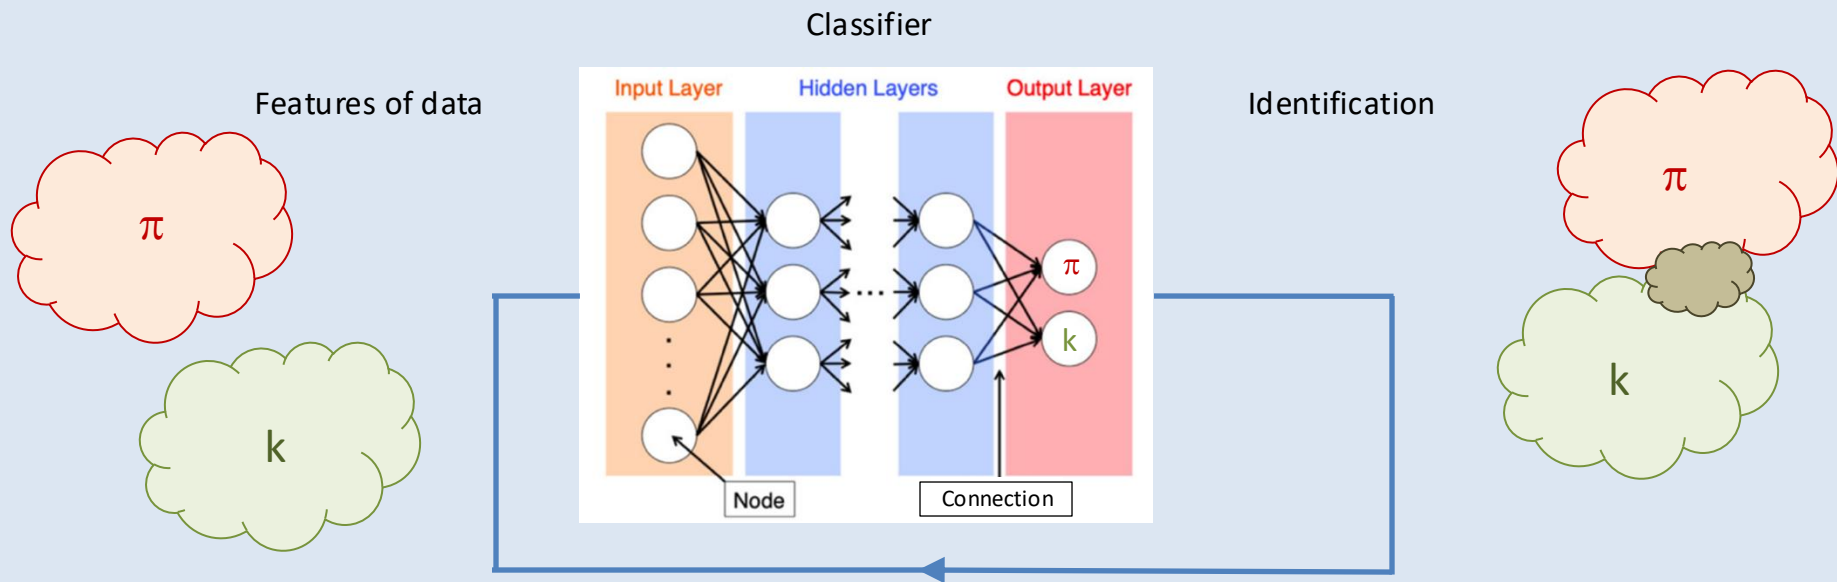 Classifier
Features of data
Input Layer
Hidden Layers
Output Layer
Identification
π
π
π
k
k
k
Node
Connection